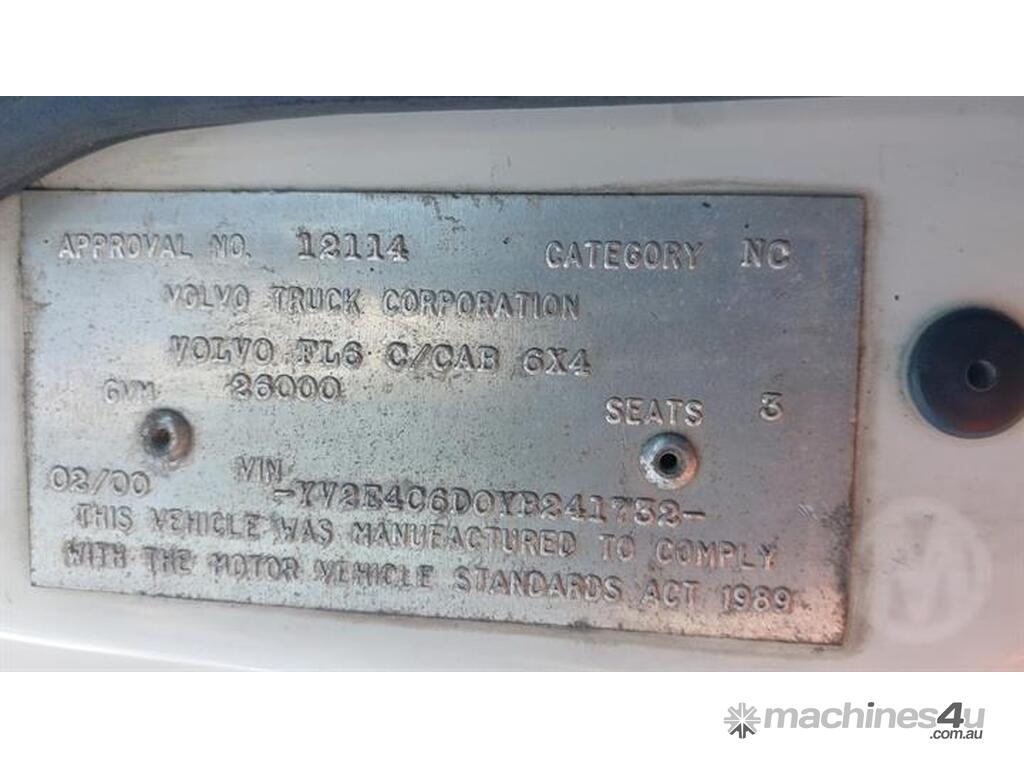 APPROVAL NO. 12114 CATEGORY NC
VOLVO TRUCK CORPORATION
VOLVO FL6 C/CAB 6X4
GVM 26000
SEATS 3
02/00 VIN -YV2E4C6D0YB241732-
THIS VEHICLE WAS MANUFACTURED TO COMPLY
WITH THE MOTOR VEHICLE STANDARDS ACT 1989
M
machines4u
.com.au